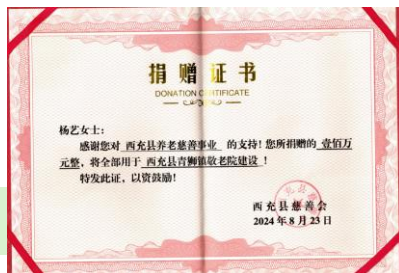 捐赠证书
DONATION CERTIFICATE
杨艺女士：
感谢您对 西充县养老慈善事业 的支持！您所捐赠的 壹佰万
元整，将全部用于 西充县青狮镇敬老院建设 ！
特发此证，以资鼓励！
西充县慈善会
2024年8月23日